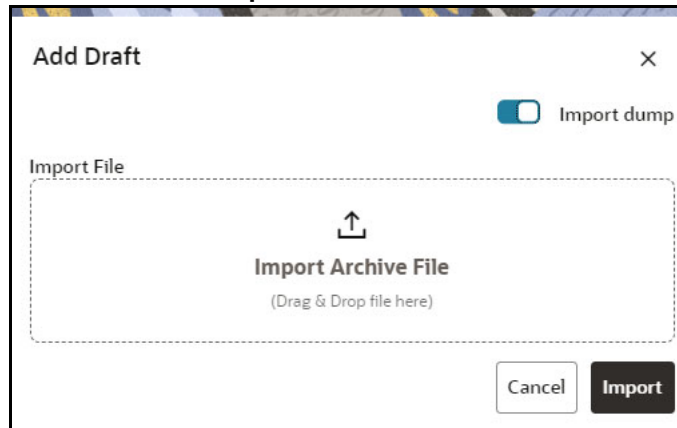 Add Draft
Import dump
Import File
Import Archive File
(Drag & Drop file here)
Cancel Import